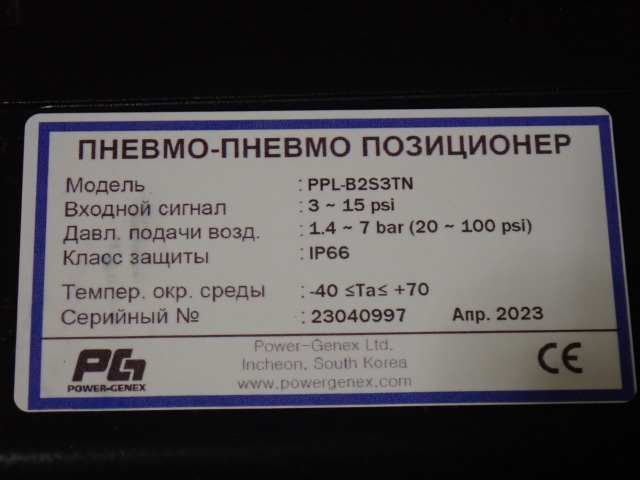 ПНЕВМО-ПНЕВМО ПОЗИЦИОНЕР
Модель : PPL-B2S3TN
Входной сигнал : 3 ~ 15 psi
Давл. подачи возд. : 1.4 ~ 7 bar (20 ~ 100 psi)
Класс защиты : IP66
Темпер. окр. среды : -40 ≤Ta≤ +70
Серийный № : 23040997 Апр. 2023
PG
POWER-GENEX
Power-Genex Ltd.
Incheon, South Korea
www.powergenex.com
CE